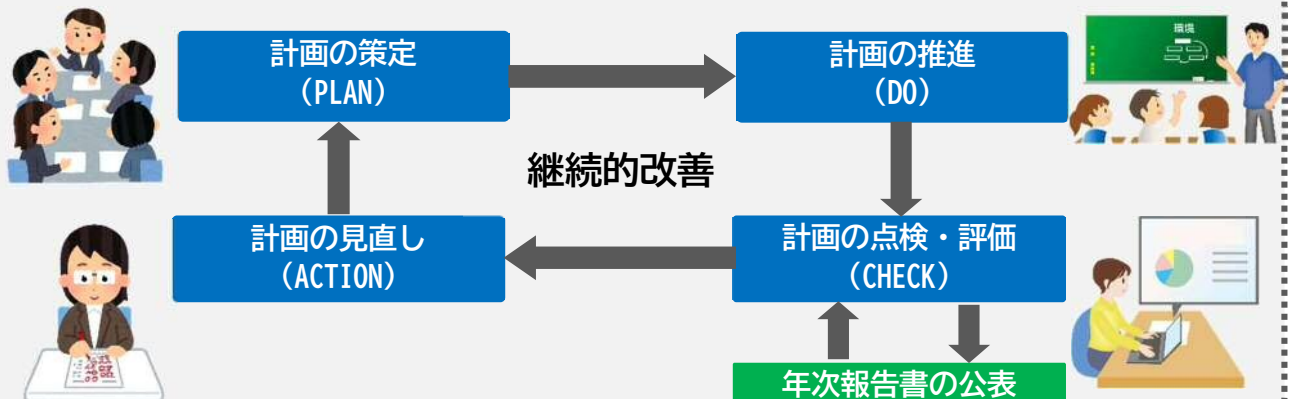 計画の策定
(PLAN)
計画の推進
(DO)
環境
継続的改善
計画の見直し
(ACTION)
計画の点検・評価
(CHECK)
年次報告書の公表